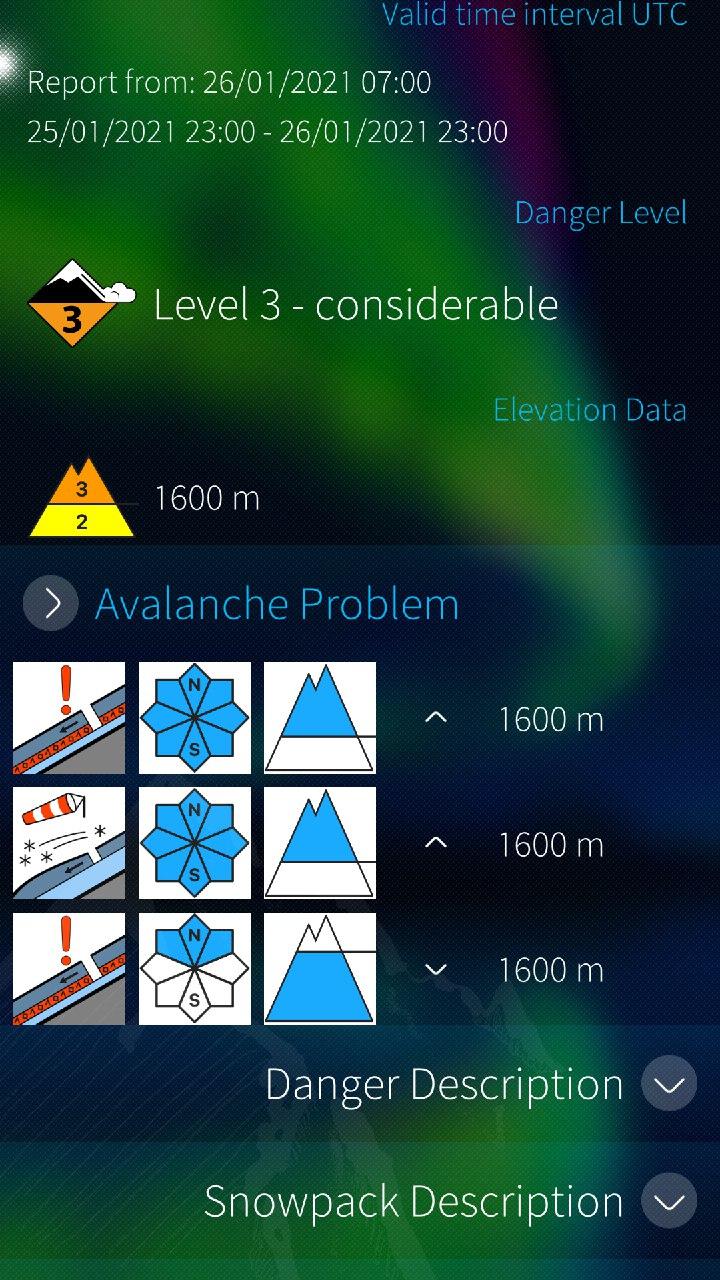 Valid time interval UTC
Report from: 26/01/2021 07:00
25/01/2021 23:00 - 26/01/2021 23:00
Danger Level
3
Level 3 - considerable
Elevation Data
3
2
1600 m
Avalanche Problem
N
S
1600 m
N
S
1600 m
N
S
1600 m
Danger Description
Snowpack Description